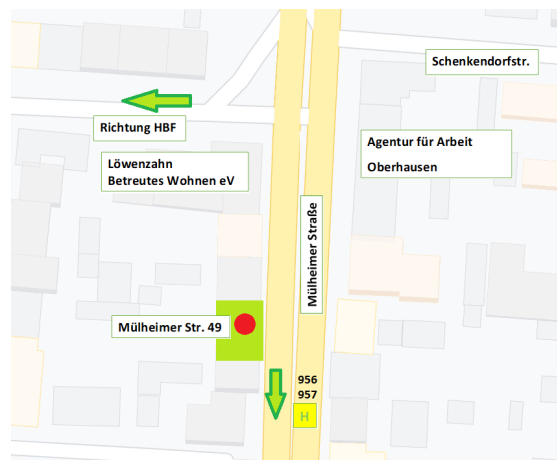 Schenkendorfstr.
Richtung HBF
Agentur für Arbeit
Oberhausen
Löwenzahn
Betreutes Wohnen eV
Mülheimer Straße
Mülheimer Str. 49
956
957
H